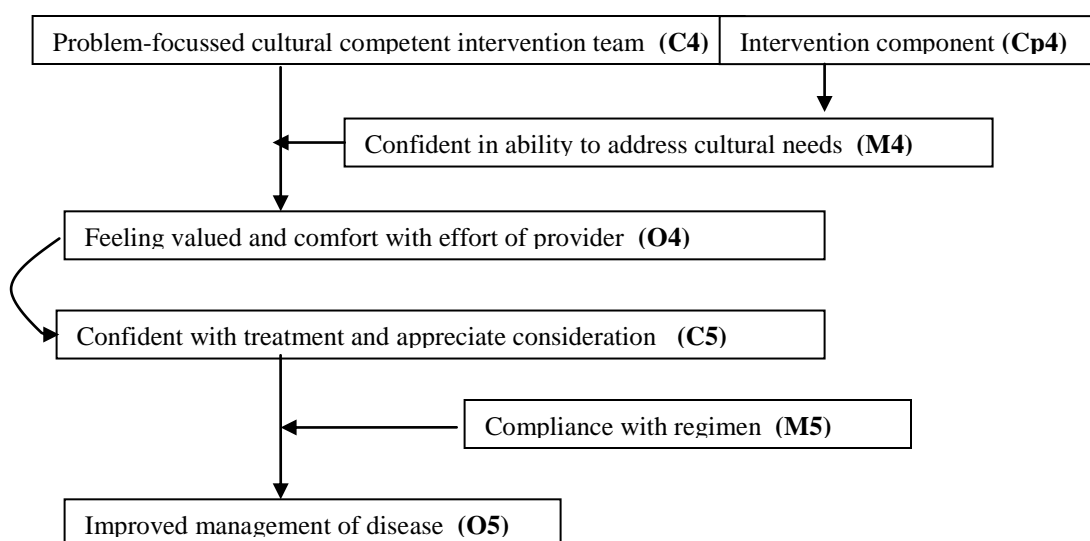 Problem-focussed cultural competent intervention team (C4)
Intervention component (Cp4)
Confident in ability to address cultural needs (M4)
Feeling valued and comfort with effort of provider (O4)
Confident with treatment and appreciate consideration (C5)
Compliance with regimen (M5)
Improved management of disease (O5)